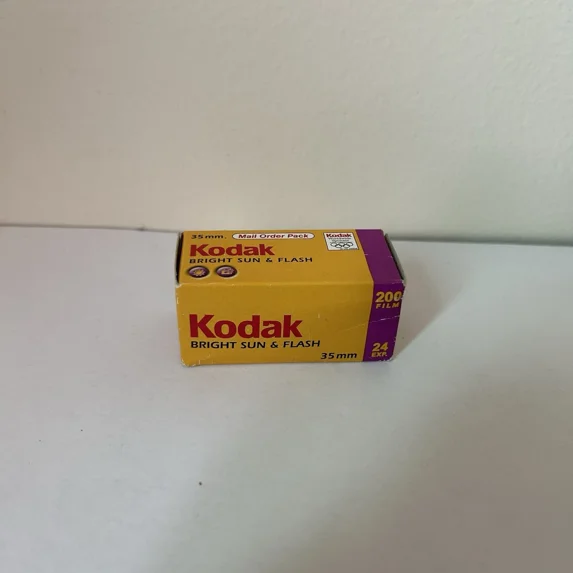 35mm. Mail Order Pack
Kodak
Kodak
BRIGHT SUN & FLASH
200
FILM
Kodak
BRIGHT SUN & FLASH
35mm
24
EXP.